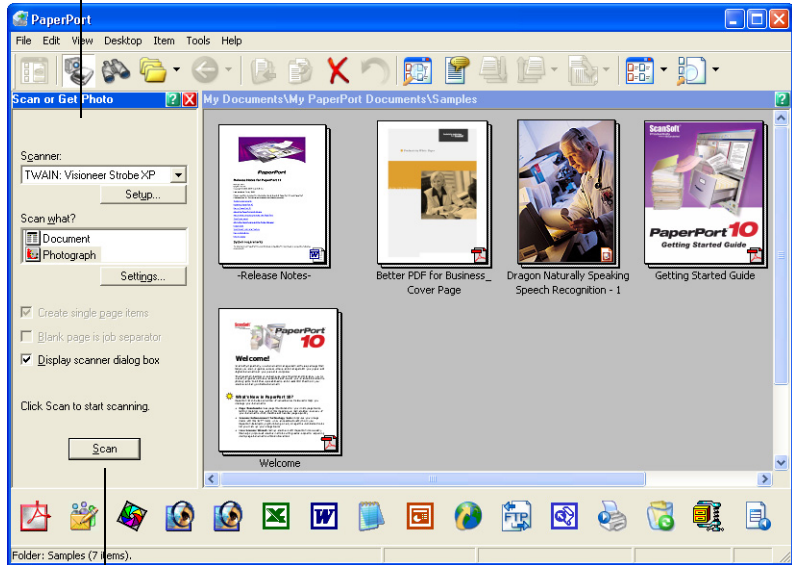 PaperPort
File Edit View Desktop Item Tools Help
Scan or Get Photo
My Documents\My PaperPort Documents\Samples
Scanner:
TWAIN: Visioneer Strobe XP
Setup...
Scan what?
Document
Photograph
Settings...
Create single page items
Blank page is job separator
Display scanner dialog box
Click Scan to start scanning.
Scan
PaperPort
-Release Notes-
Better PDF for Business_
Cover Page
Dragon Naturally Speaking
Speech Recognition - 1
ScanSoft
PaperPort 10
Getting Started Guide
Getting Started Guide
PaperPort
10
Welcome!
What's New in PaperPort 10?
Welcome
FTP
Folder: Samples (7 items).